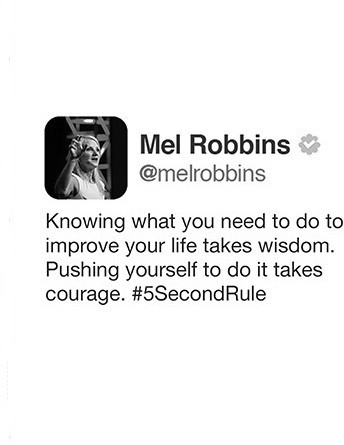 Mel Robbins
@melrobbins
Knowing what you need to do to
improve your life takes wisdom.
Pushing yourself to do it takes
courage. #5SecondRule